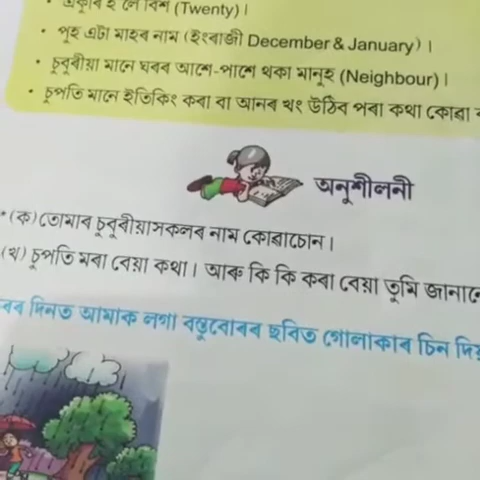 হ'লে বিশ (Twenty)।
• পুহ এটা মাহৰ নাম (ইংৰাজী December & January)।
• চুবুৰীয়া মানে ঘৰৰ আশে-পাশে থকা মানুহ (Neighbour)।
• চুপতি মানে ইতিকিং কৰা বা আনৰ খং উঠিব পৰা কথা কোৱা
অনুশীলনী
(ক) তোমাৰ চুবুৰীয়াসকলৰ নাম কোৱাচোন।
(খ) চুপতি মৰা বেয়া কথা। আৰু কি কি কৰা বেয়া তুমি জানানে
দিনত আমাক লগা বস্তুবোৰৰ ছবিত গোলাকাৰ চিন